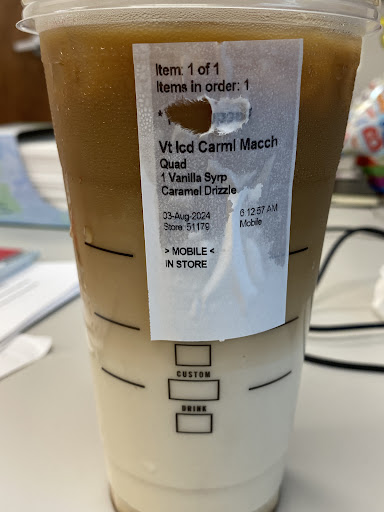 Item: 1 of 1
Items in order: 1
Vt Icd Carml Macch
Quad
1 Vanilla Syrp
Caramel Drizzle
03-Aug-2024 6:12:57 AM
Store: 51179 Mobile
> MOBILE <
IN STORE
CUSTOM
DRINK